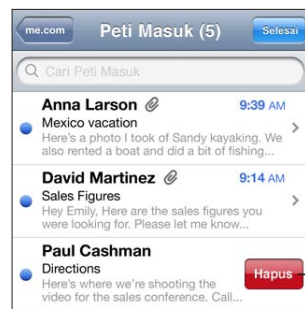 me.com Peti Masuk (5) Selesai
Cari Peti Masuk
Anna Larson 9:39 AM
Mexico vacation
Here's a photo I took of Sandy kayaking. We
also rented a boat and did a bit of fishing...
David Martinez 9:14 AM
Sales Figures
Hey Emily, Here are the sales figures you
were looking for. Please let me know...
Paul Cashman
Directions
Hapus
Here's where we're shooting the
video for the sales conference. Call...